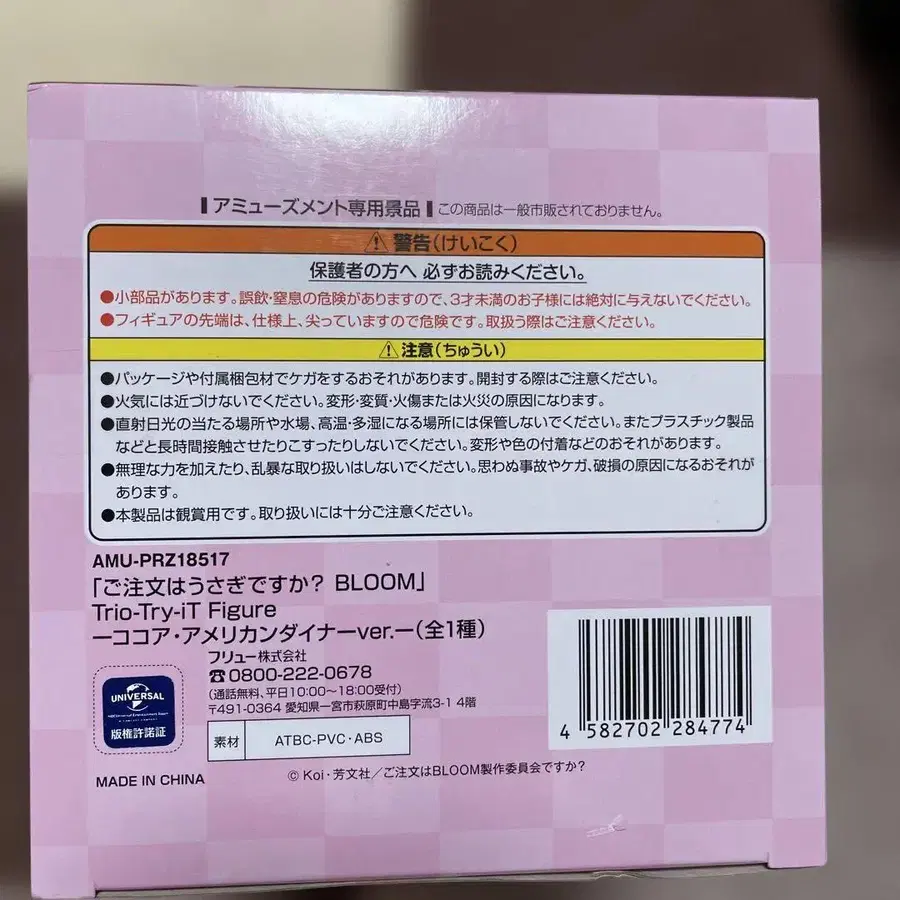 アミューズメント専用景品 この商品は一般市販されておりません。
⚠警告(けいこく)
保護者の方へ 必ずお読みください。
●小部品があります。誤飲・窒息の危険がありますので、3才未満のお子様には絶対に与えないでください。
●フィギュアの先端は、仕様上、尖っていますので危険です。取扱う際はご注意ください。
⚠注意(ちゅうい)
●パッケージや付属梱包材でケガをするおそれがあります。開封する際はご注意ください。
●火気には近づけないでください。変形・変質・火傷または火災の原因になります。
●直射日光の当たる場所や水場、高温・多湿になる場所には保管しないでください。またプラスチック製品
などと長時間接触させたりこすったりしないでください。変形や色の付着などのおそれがあります。
●無理な力を加えたり、乱暴な取り扱いはしないでください。思わぬ事故やケガ、破損の原因になるおそれが
あります。
●本製品は観賞用です。取り扱いには十分ご注意ください。
AMU-PRZ18517
「ご注文はうさぎですか? BLOOM」
Trio-Try-iT Figure
ーココア・アメリカンダイナーver.ー(全1種)
フリュー株式会社
☎0800-222-0678
(通話無料、平日10:00~18:00受付)
〒491-0364 愛知県一宮市萩原町中島字流3-1 4階
UNIVERSAL
版権許諾証
素材 ATBC-PVC・ABS
MADE IN CHINA
© Koi・芳文社/ご注文はBLOOM製作委員会ですか?
4 582702 284774